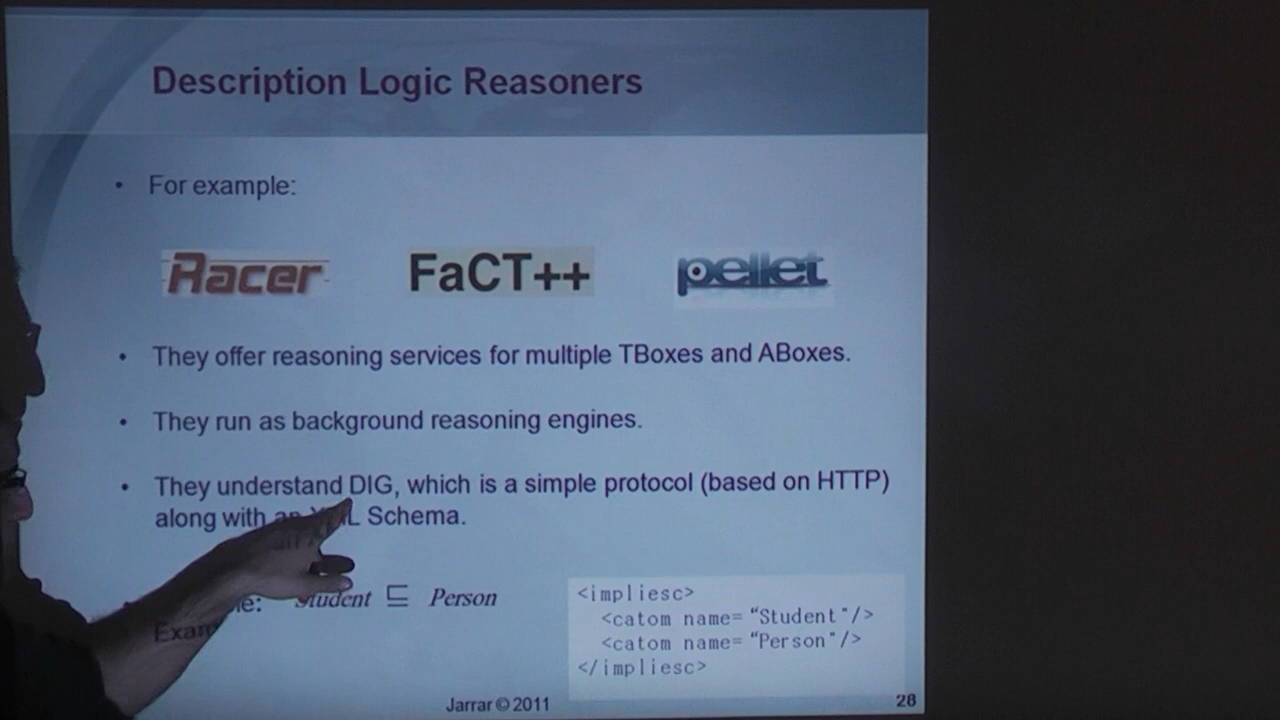 Description Logic Reasoners
• For example:
Racer FaCT++ pellet
• They offer reasoning services for multiple TBoxes and ABoxes.
• They run as background reasoning engines.
• They understand DIG, which is a simple protocol (based on HTTP)
along with an XML Schema.
Student ⊑ Person
<impliesc>
<catom name="Student"/>
<catom name="Person"/>
</impliesc>
Jarrar © 2011
28